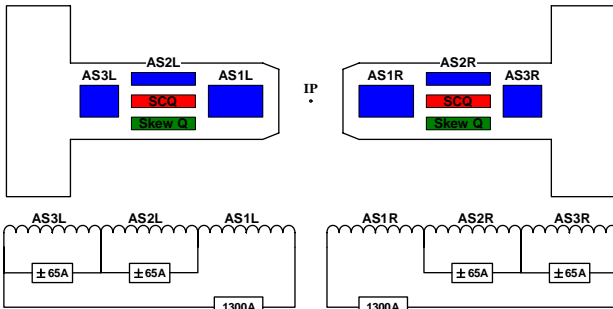 AS2L
AS3L
AS1L
SCQ
Skew Q
IP
AS2R
AS1R
AS3R
SCQ
Skew Q
AS3L AS2L AS1L
±65A ±65A
1300A
AS1R AS2R AS3R
±65A ±65A
1300A